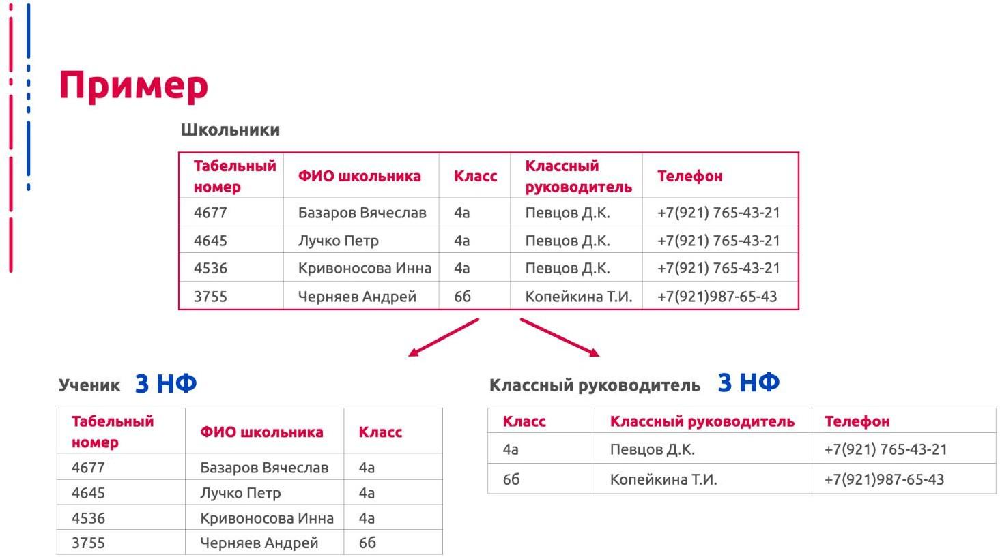 Пример
Школьники
Табельный номер ФИО школьника Класс Классный руководитель Телефон
4677 Базаров Вячеслав 4а Певцов Д.К. +7(921) 765-43-21
4645 Лучко Петр 4а Певцов Д.К. +7(921) 765-43-21
4536 Кривоносова Инна 4а Певцов Д.К. +7(921) 765-43-21
3755 Черняев Андрей 6б Копейкина Т.И. +7(921)987-65-43
Ученик 3 НФ
Табельный номер ФИО школьника Класс
4677 Базаров Вячеслав 4а
4645 Лучко Петр 4а
4536 Кривоносова Инна 4а
3755 Черняев Андрей 6б
Классный руководитель 3 НФ
Класс Классный руководитель Телефон
4а Певцов Д.К. +7(921) 765-43-21
6б Копейкина Т.И. +7(921)987-65-43